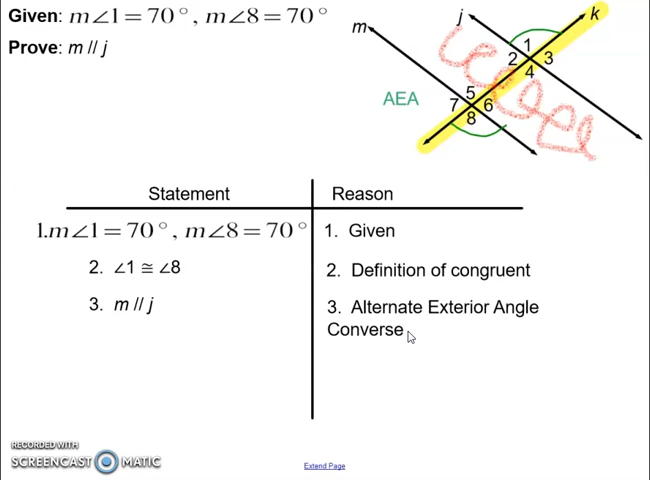 Given: m∠1=70°, m∠8=70°
Prove: m // j
m
j
k
1
2
3
4
AEA
5
7
6
8
Statement
Reason
1.m∠1=70°, m∠8=70°
1. Given
2. ∠1 ≅ ∠8
2. Definition of congruent
3. m // j
3. Alternate Exterior Angle
Converse
RECORDED WITH
SCREENCAST MATIC
Extend Page